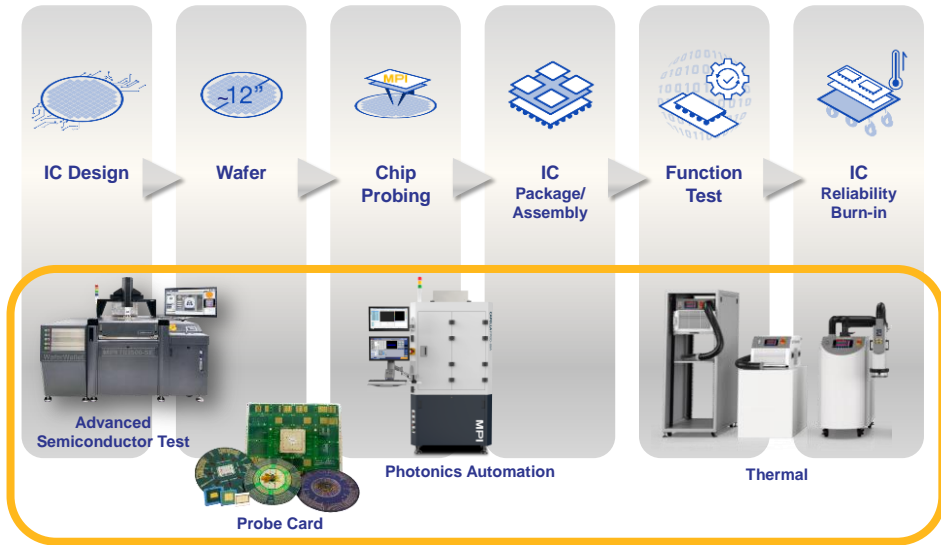 MPI
~12”
IC Design
Wafer
Chip
Probing
IC
Package/
Assembly
Function
Test
IC
Reliability
Burn-in
Advanced
Semiconductor Test
Probe Card
MPI
Photonics Automation
Thermal